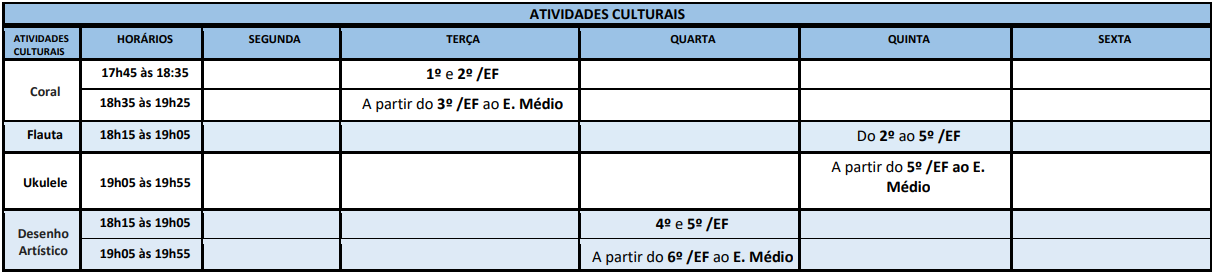 ATIVIDADES CULTURAIS
ATIVIDADES CULTURAIS HORÁRIOS SEGUNDA TERÇA QUARTA QUINTA SEXTA
Coral
17h45 às 18:35 1º e 2º /EF
18h35 às 19h25 A partir do 3º /EF ao E. Médio
Flauta 18h15 às 19h05 Do 2º ao 5º /EF
Ukulele 19h05 às 19h55 A partir do 5º /EF ao E.
Médio
Desenho
Artístico
18h15 às 19h05 4º e 5º /EF
19h05 às 19h55 A partir do 6º /EF ao E. Médio